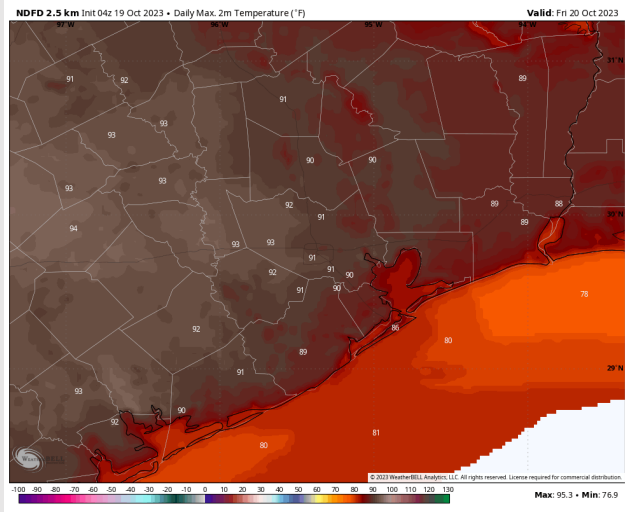 NDFD 2.5 km Init 04z 19 Oct 2023 • Daily Max. 2m Temperature (°F)
Valid: Fri 20 Oct 2023
97°W 96°W 95°W 94°W
31°N
91 92 89
91
93 93
90 90
93 93
92 89 88
91 89
94
93 93
91
92 91 90
91 90
78
86
92 80
89
29°N
91
93
90
92
81
80
WeatherBELL
© 2023 WeatherBELL Analytics, LLC. All rights reserved. License required for commercial distribution.
-100 -90 -80 -70 -60 -50 -40 -30 -20 -10 0 10 20 30 40 50 60 70 80 90 100 110 120 130
Max: 95.3 • Min: 76.9